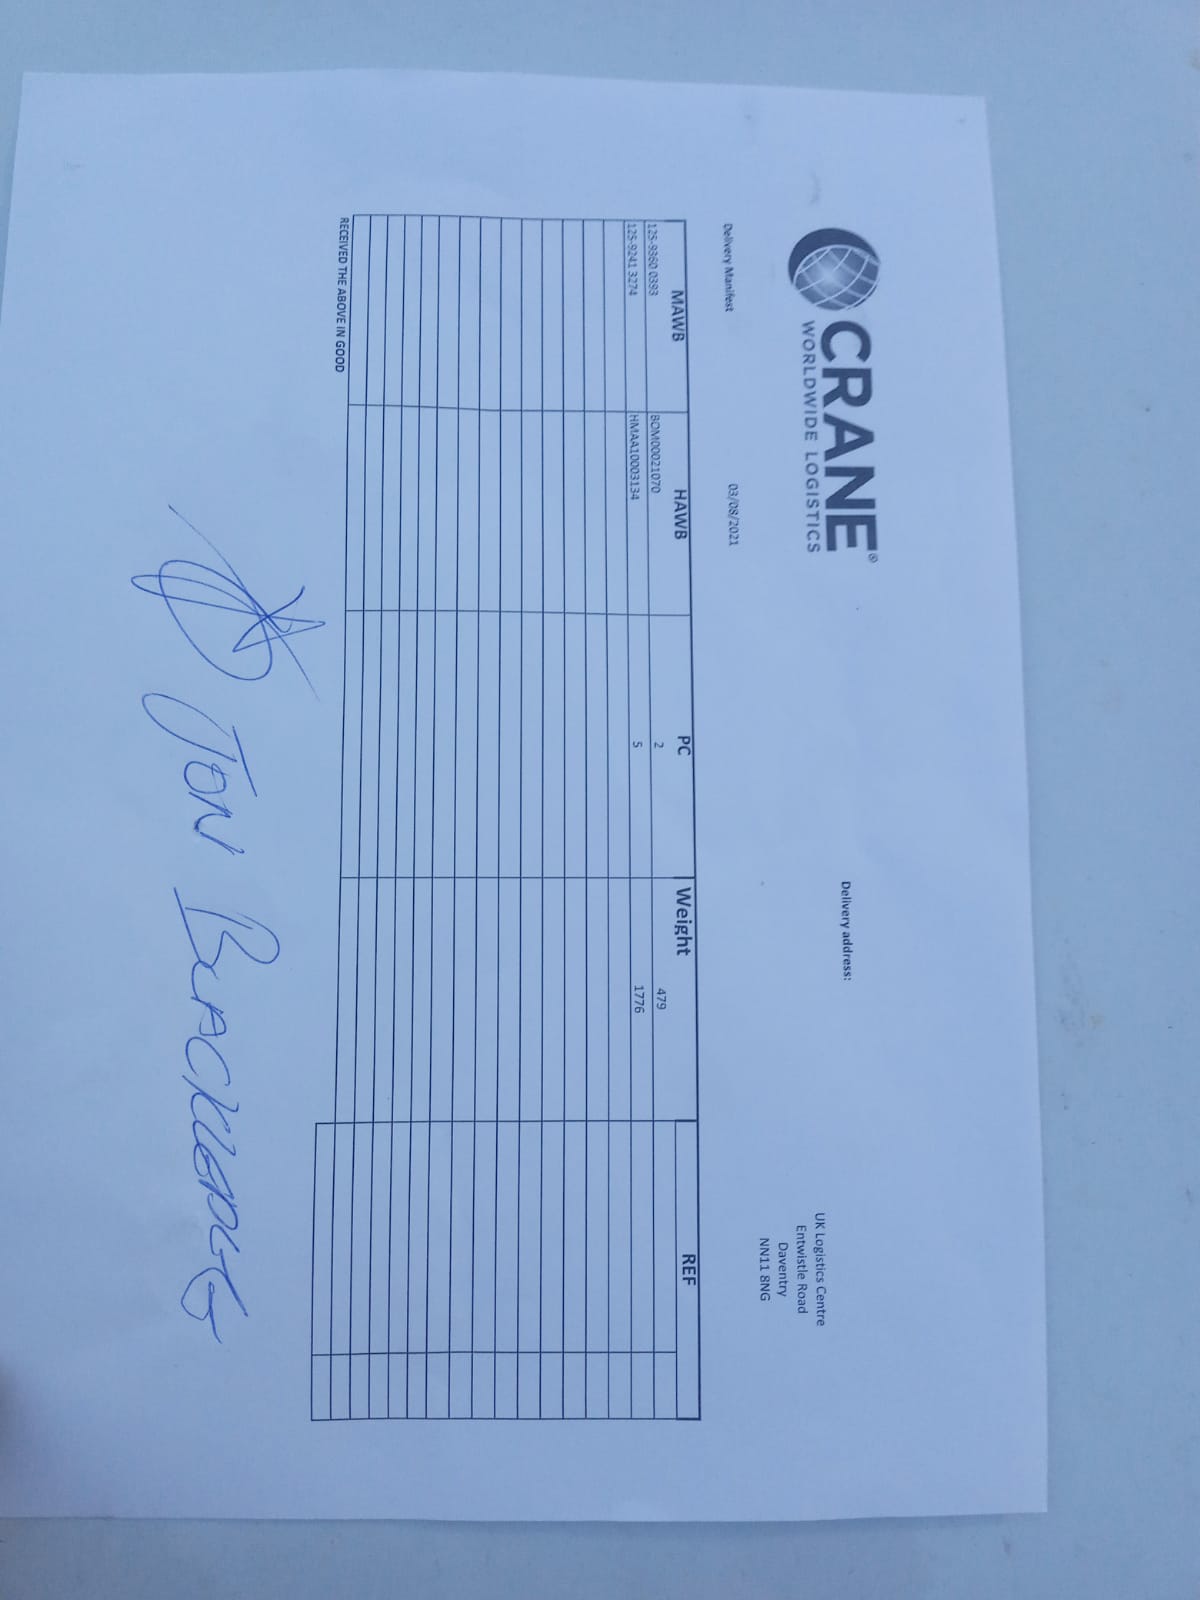 CRANE®
WORLDWIDE LOGISTICS
Delivery address:
UK Logistics Centre
Entwistle Road
Daventry
NN11 8NG
Delivery Manifest 03/08/2021
MAWB HAWB PC Weight REF
125-9360 0393 BOM00021070 2 479
125-9241 3274 HMAA10003134 5 1776
RECEIVED THE ABOVE IN GOOD
JON